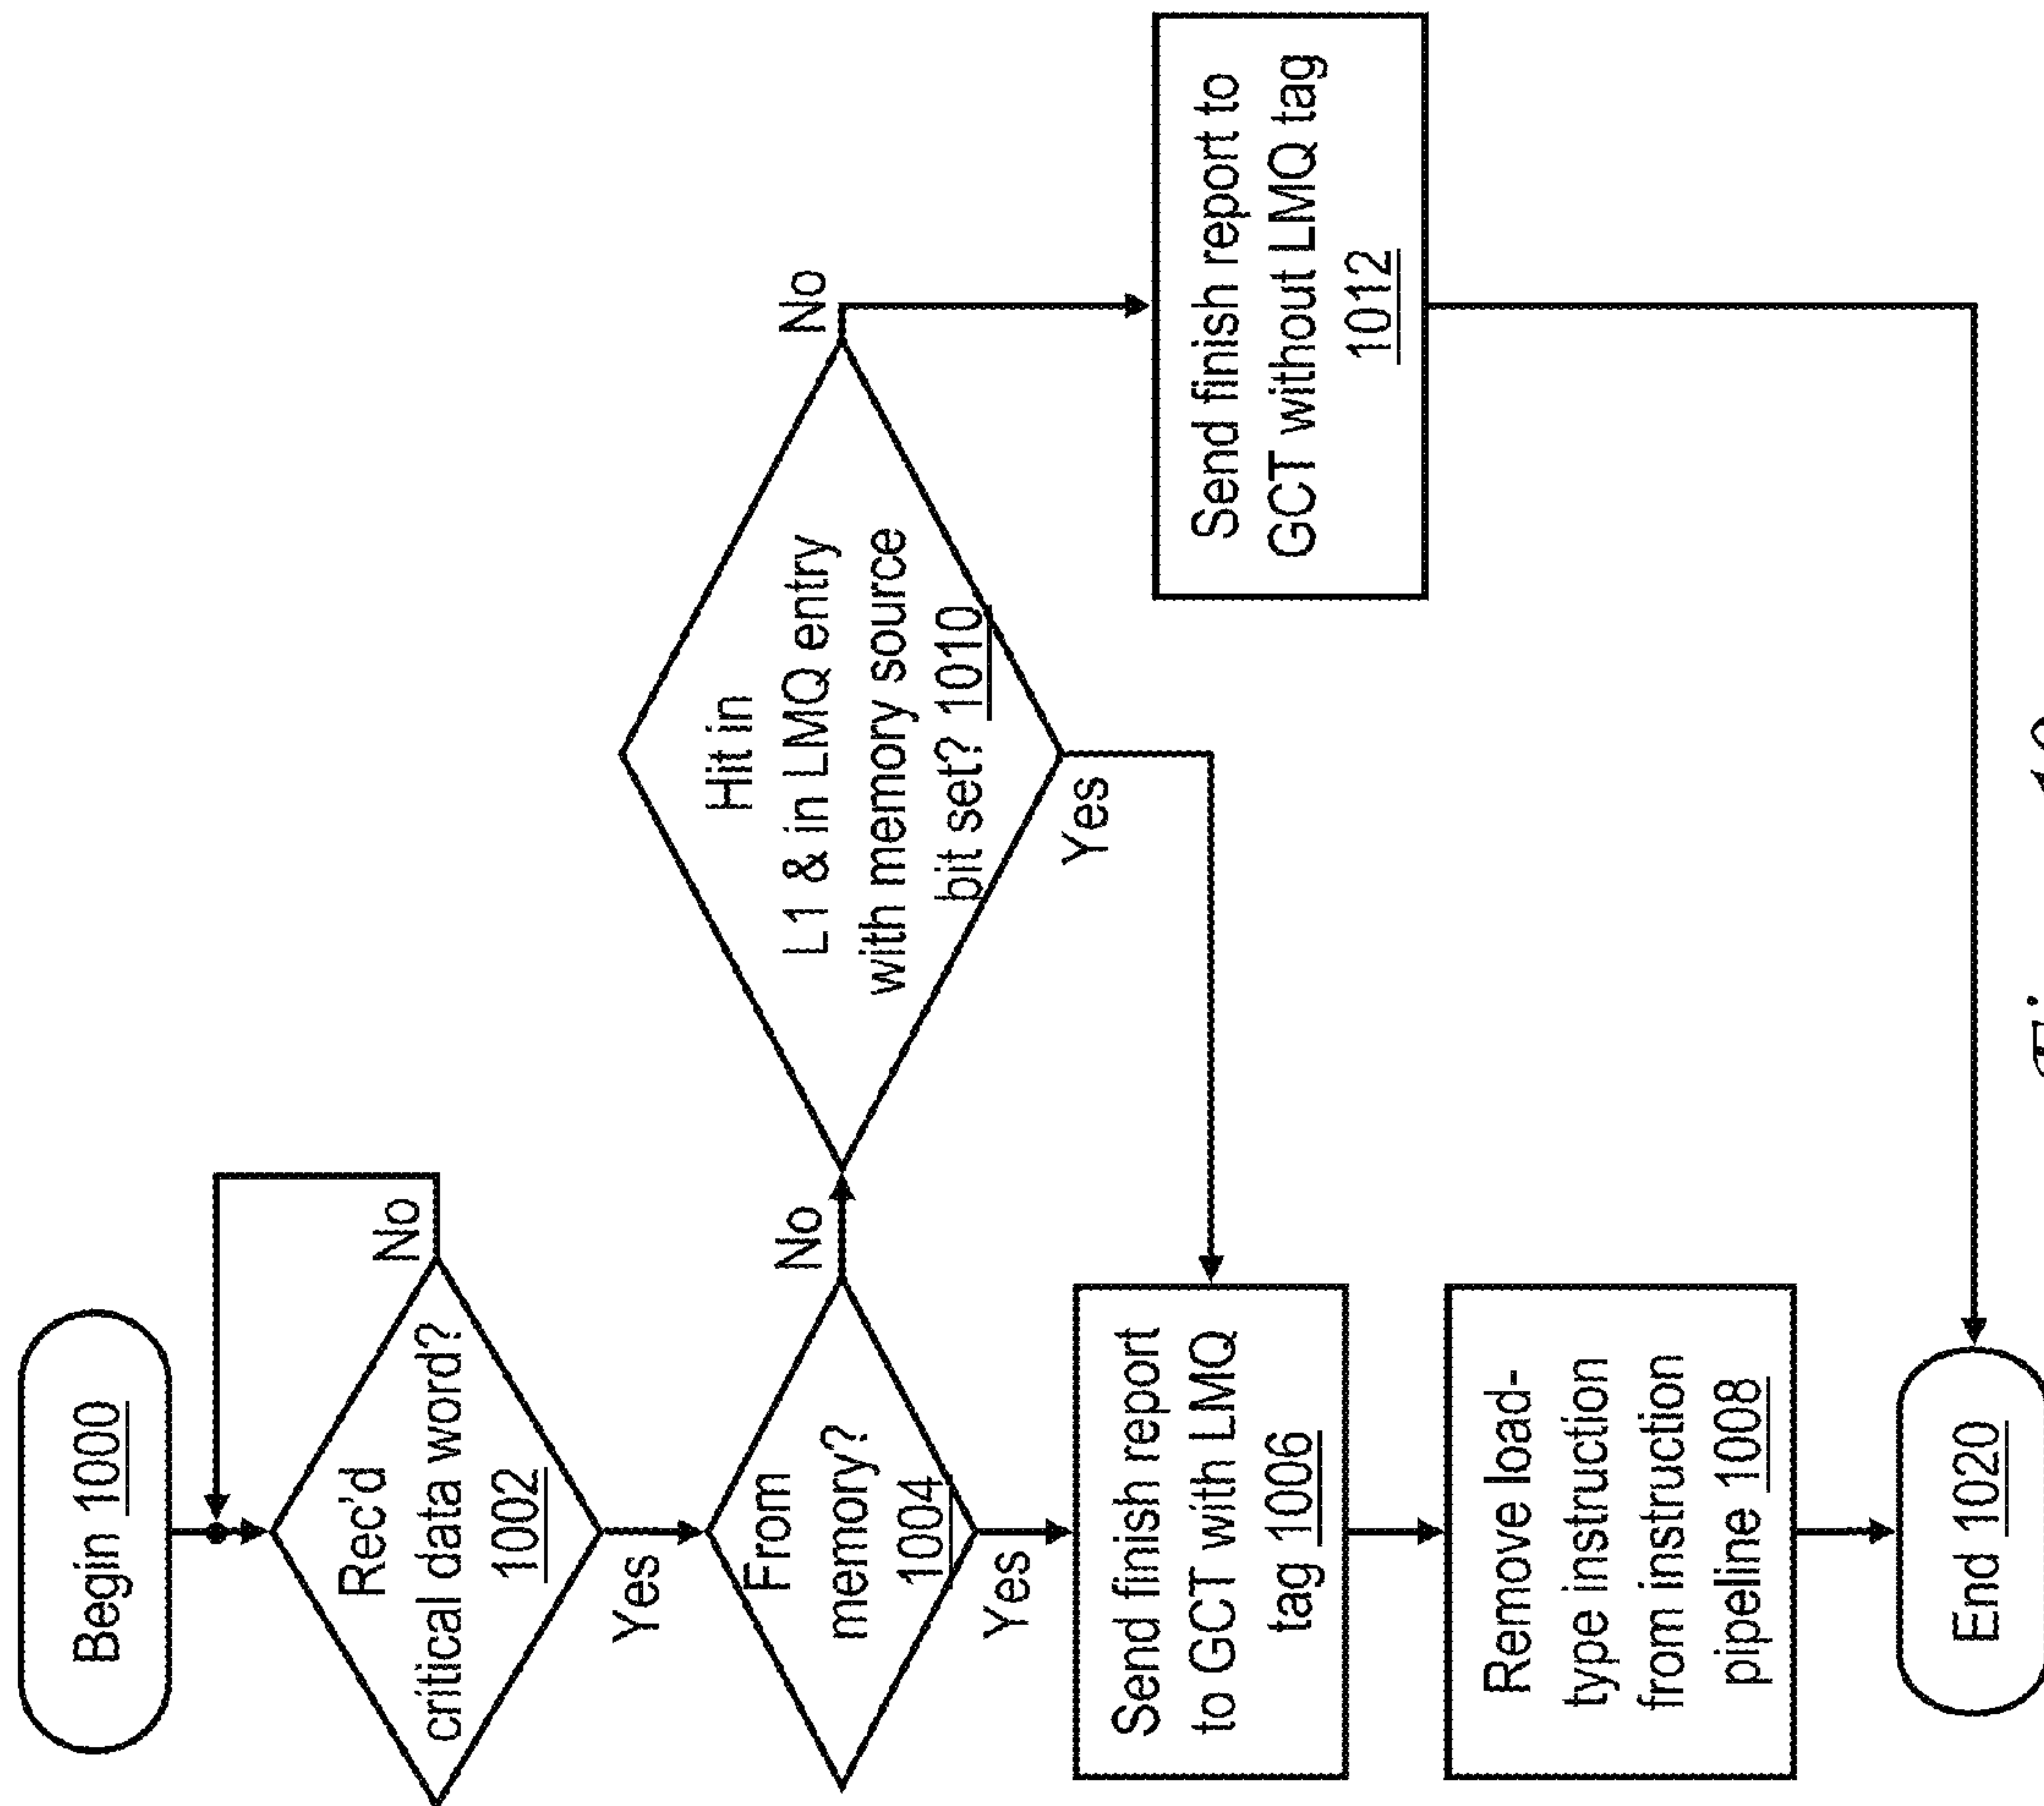 Begin 1000
Rec'd
critical data word?
1002
No
Yes
From
memory?
1004
No
Yes
Hit in
L1 & in LMQ entry
with memory source
bit set? 1010
No
Yes
Send finish report
to GCT with LMQ
tag 1006
Send finish report to
GCT without LMQ tag
1012
Remove load-
type instruction
from instruction
pipeline 1008
End 1020